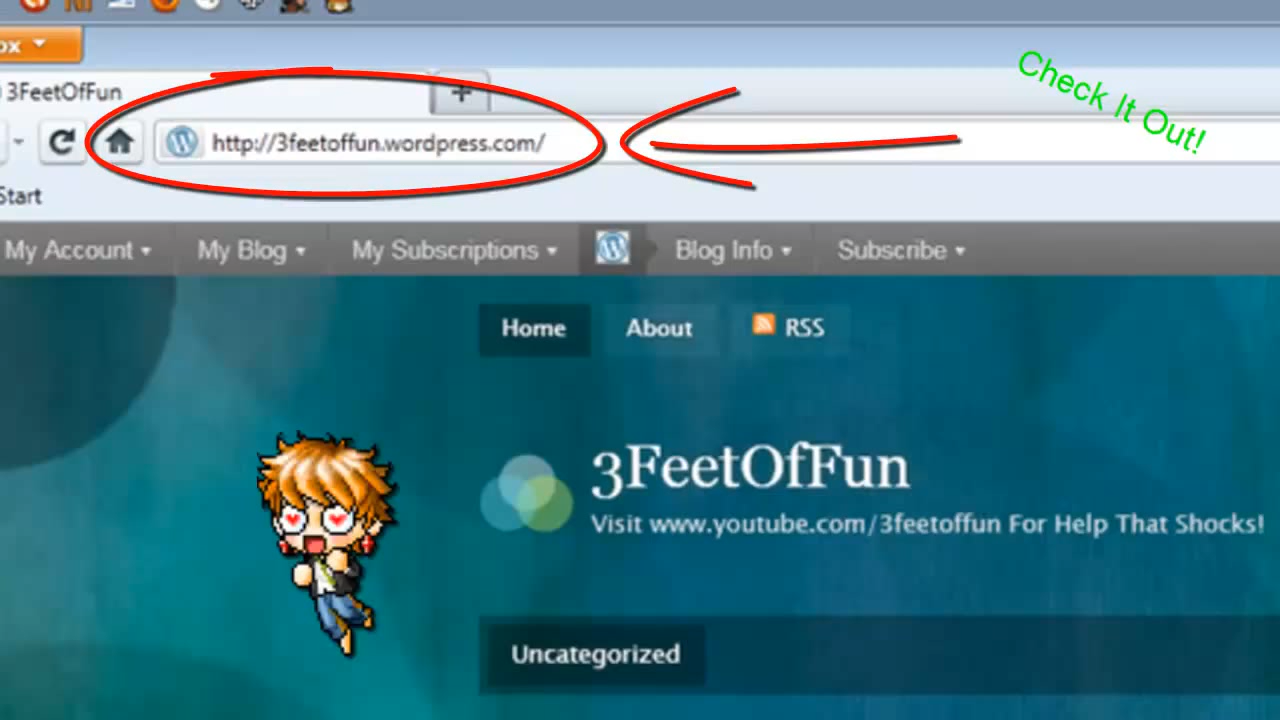 ox
3FeetOfFun
+
Check It Out!
http://3feetoffun.wordpress.com/
Start
My Account My Blog My Subscriptions Blog Info Subscribe
Home About RSS
3FeetOfFun
Visit www.youtube.com/3feetoffun For Help That Shocks!
Uncategorized